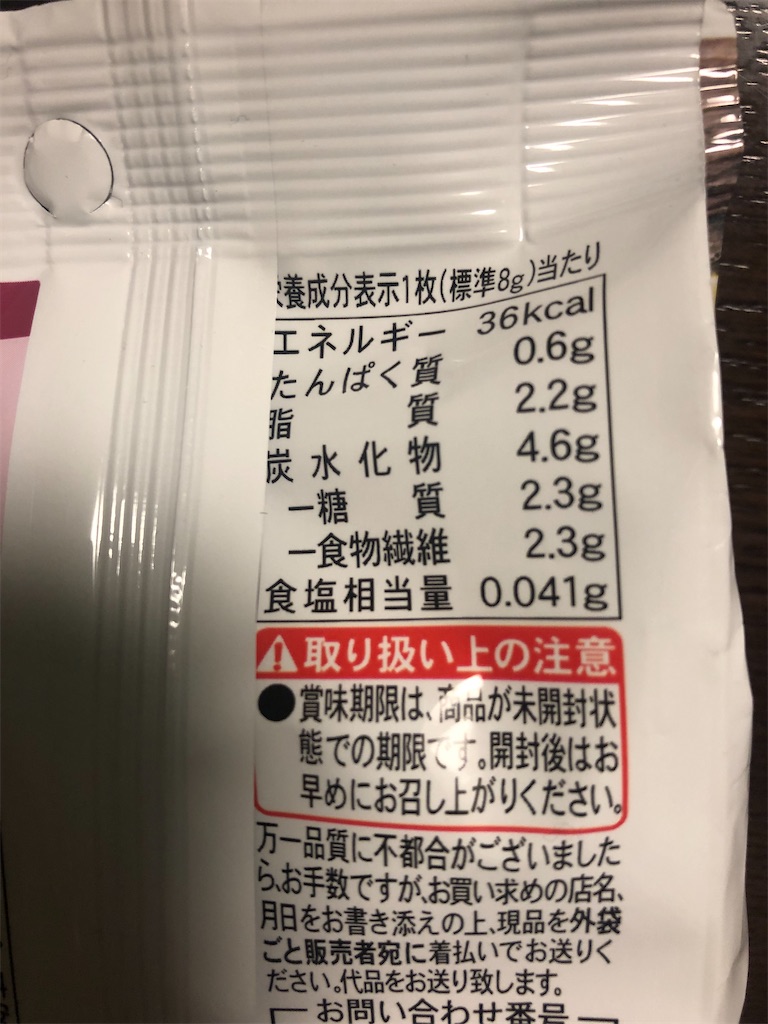 養成分表示1枚(標準8g)当たり
エネルギー 36kcal
たんぱく質 0.6g
脂質 2.2g
炭水化物 4.6g
ー糖質 2.3g
ー食物繊維 2.3g
食塩相当量 0.041g
取り扱い上の注意
●賞味期限は、商品が未開封状
態での期限です。開封後はお
早めにお召し上がりください。
万一品質に不都合がございました
ら、お手数ですが、お買い求めの店名、
月日をお書き添えの上、現品を外袋
ごと販売者宛に着払いでお送りく
ださい。代品をお送り致します。
お問い合わせ番号